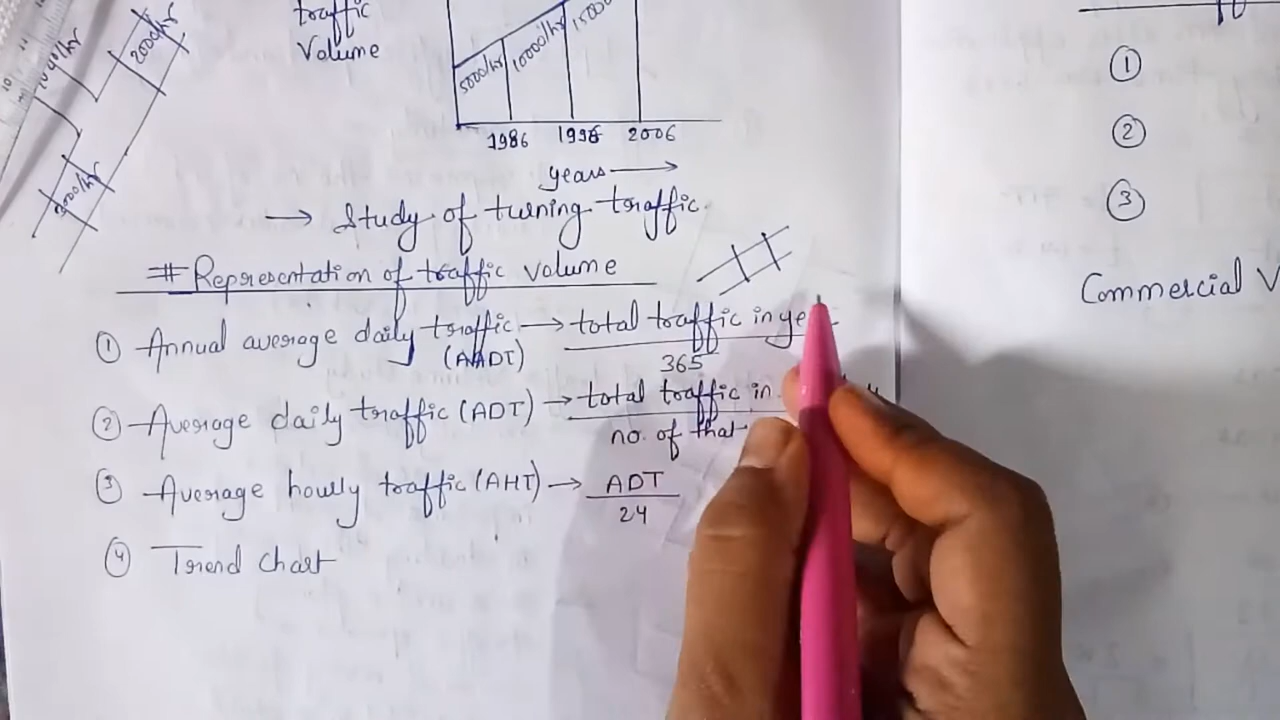 traffic
Volume
5000/hr
10000/hr
2000/hr
1986 1996 2006
years →
→ Study of turning traffic.
# Representation of traffic volume
① Annual average daily traffic → total traffic in
(AADT)
365
② Average daily traffic (ADT) → total traffic in
no. of that
③ Average hourly traffic (AHT) → ADT
24
④ Trend chart
①
②
③
Commercial V